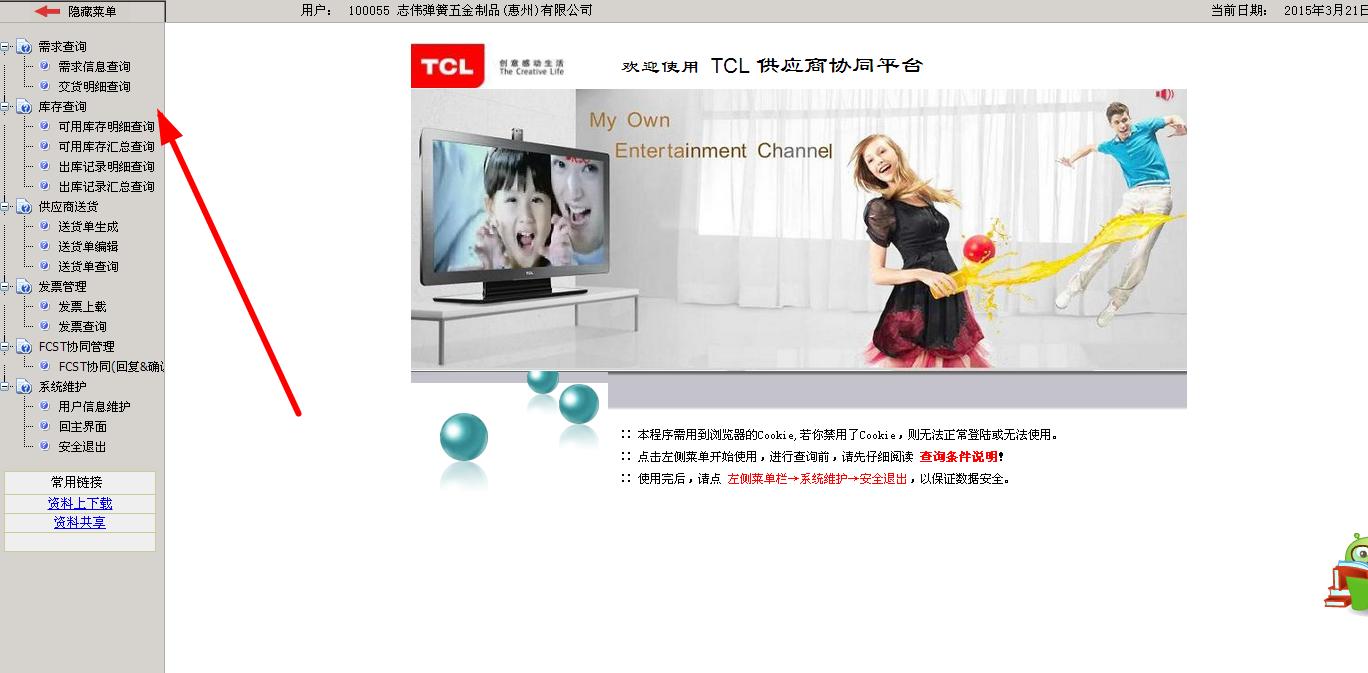 隐藏菜单
用户： 100055 志伟弹簧五金制品(惠州)有限公司
当前日期： 2015年3月21日
需求查询
需求信息查询
交货明细查询
库存查询
可用库存明细查询
可用库存汇总查询
出库记录明细查询
出库记录汇总查询
供应商送货
送货单生成
送货单编辑
送货单查询
发票管理
发票上载
发票查询
FCST协同管理
FCST协同(回复&确认
系统维护
用户信息维护
回主界面
安全退出
常用链接
资料上下载
资料共享
TCL
创意感动生活
The Creative Life
欢迎使用 TCL 供应商协同平台
My Own
Entertainment Channel
TCL
:: 本程序需用到浏览器的Cookie,若你禁用了Cookie，则无法正常登陆或无法使用。
:: 点击左侧菜单开始使用，进行查询前，请先仔细阅读 查询条件说明!
:: 使用完后，请点 左侧菜单栏→系统维护→安全退出，以保证数据安全。